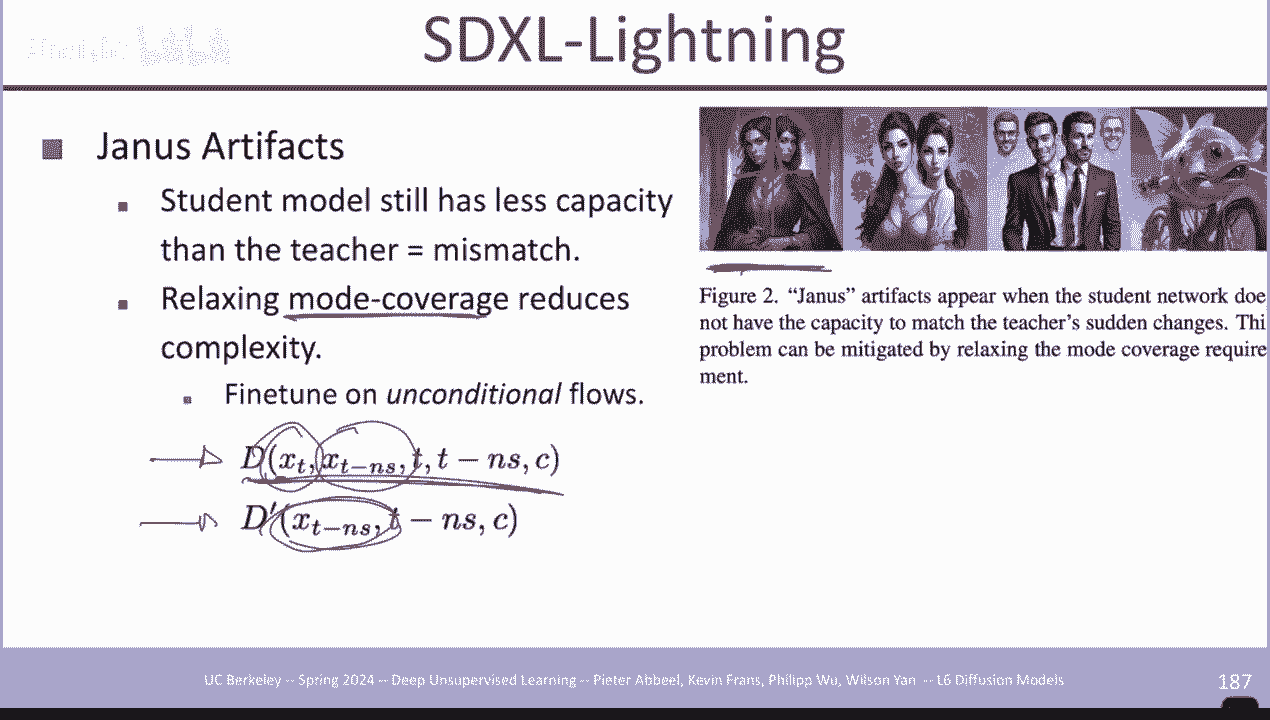 SDXL-Lightning
Janus Artifacts
Student model still has less capacity
than the teacher = mismatch.
Relaxing mode-coverage reduces
complexity.
Finetune on unconditional flows.
D(x_t, x_{t-ns}, t, t - ns, c)
D'(x_{t-ns}, t - ns, c)
Figure 2. "Janus" artifacts appear when the student network doe
not have the capacity to match the teacher's sudden changes. Thi
problem can be mitigated by relaxing the mode coverage require
ment.
UC Berkeley -- Spring 2024 -- Deep Unsupervised Learning -- Pieter Abbeel, Kevin Frans, Philipp Wu, Wilson Yan -- L6 Diffusion Models
187